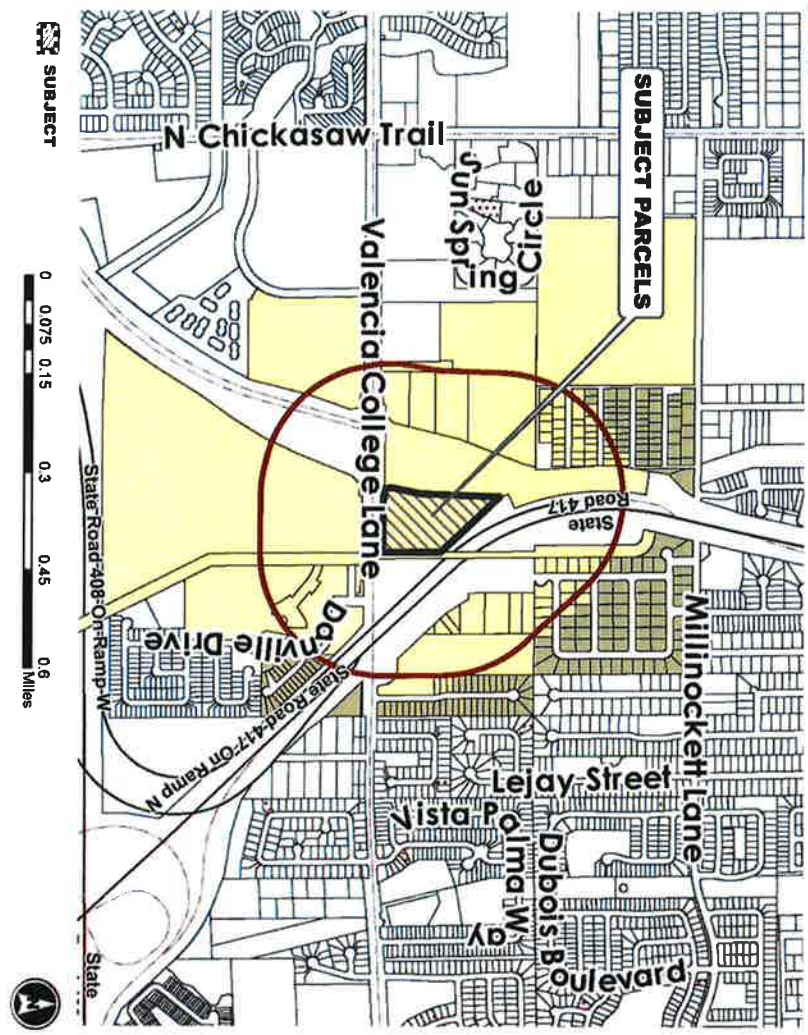 SUBJECT PARCELS
N Chickasaw Trail
Sun Spring Circle
Valencia College Lane
State Road 417
Millinockett Lane
Danville Drive
State Road 417 On Ramp N
State Road 408 On Ramp W
Lejay Street
Vista Palma Way
Dubois Boulevard
State
SUBJECT
0 0.075 0.15 0.3 0.45 0.6
Miles
N